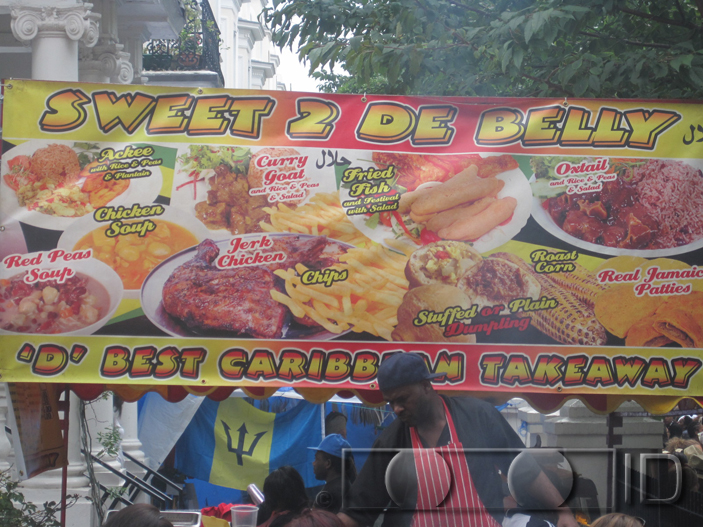 SWEET 2 DE BELLY
حلال
Ackee
with Rice & Peas
& Plantain
Curry
Goat
and Rice & Peas
& Salad
حلال
Fried
Fish
and Festival
with Salad
Oxtail
and Rice & Peas
& Salad
Chicken
Soup
Red Peas
Soup
Jerk
Chicken
Chips
Roast
Corn
Real Jamaica
Patties
Stuffed or Plain
Dumpling
'D' BEST CARIBBEAN TAKEAWAY
ID